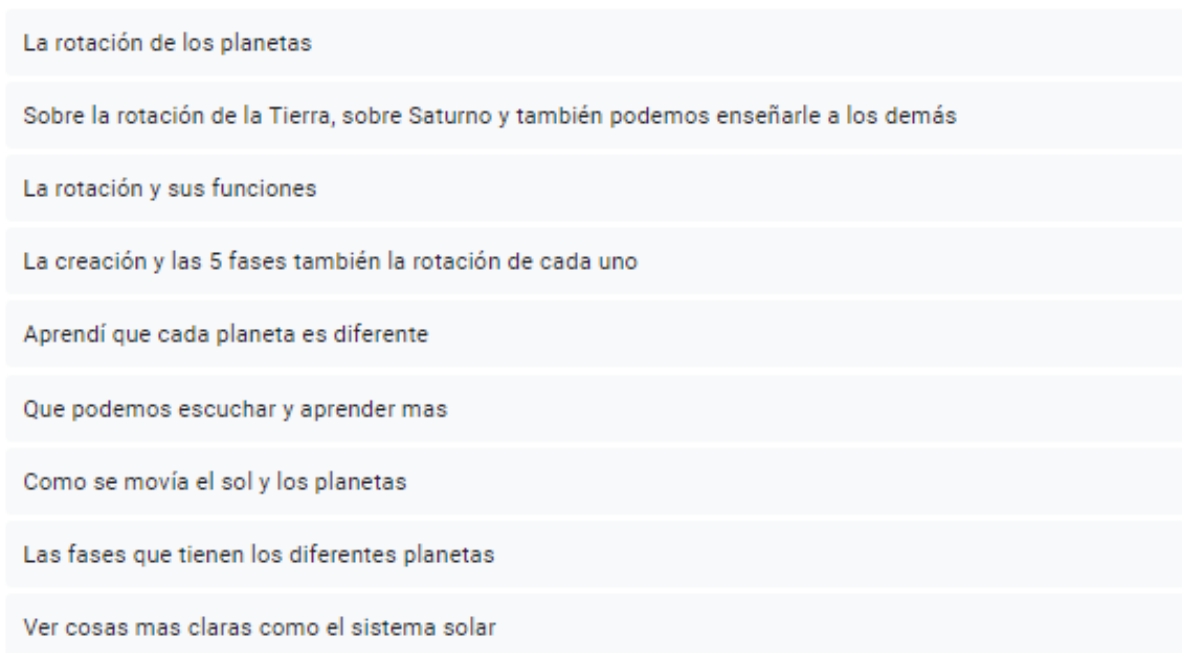 La rotación de los planetas
Sobre la rotación de la Tierra, sobre Saturno y también podemos enseñarle a los demás
La rotación y sus funciones
La creación y las 5 fases también la rotación de cada uno
Aprendí que cada planeta es diferente
Que podemos escuchar y aprender mas
Como se movía el sol y los planetas
Las fases que tienen los diferentes planetas
Ver cosas mas claras como el sistema solar